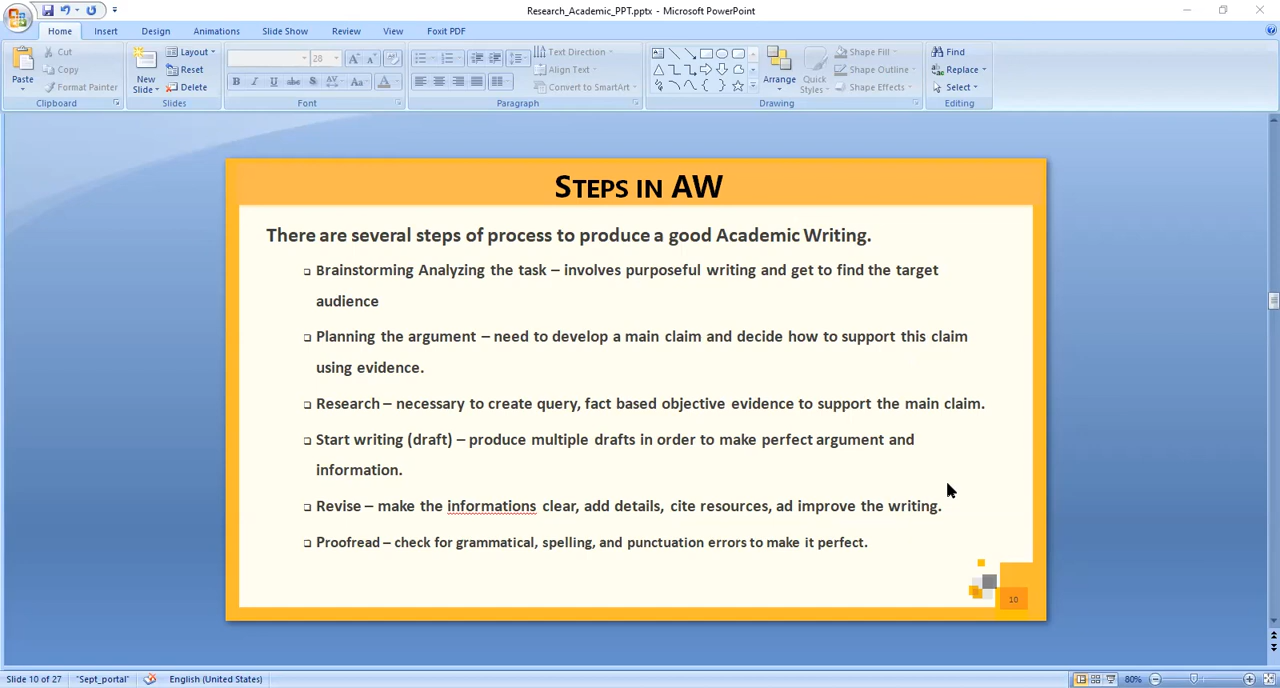 Research_Academic_PPT.pptx - Microsoft PowerPoint
Home Insert Design Animations Slide Show Review View Foxit PDF
Paste
Cut
Copy
Format Painter
Clipboard
New
Slide
Layout
Reset
Delete
Slides
28
B I U abc S AV Aa A
Font
Text Direction
Align Text
Convert to SmartArt
Paragraph
Arrange
Quick
Styles
Shape Fill
Shape Outline
Shape Effects
Drawing
Find
Replace
Select
Editing
STEPS IN AW
There are several steps of process to produce a good Academic Writing.
Brainstorming Analyzing the task – involves purposeful writing and get to find the target
audience
Planning the argument – need to develop a main claim and decide how to support this claim
using evidence.
Research – necessary to create query, fact based objective evidence to support the main claim.
Start writing (draft) – produce multiple drafts in order to make perfect argument and
information.
Revise – make the informations clear, add details, cite resources, ad improve the writing.
Proofread – check for grammatical, spelling, and punctuation errors to make it perfect.
10
Slide 10 of 27 "Sept_portal" English (United States) 80%